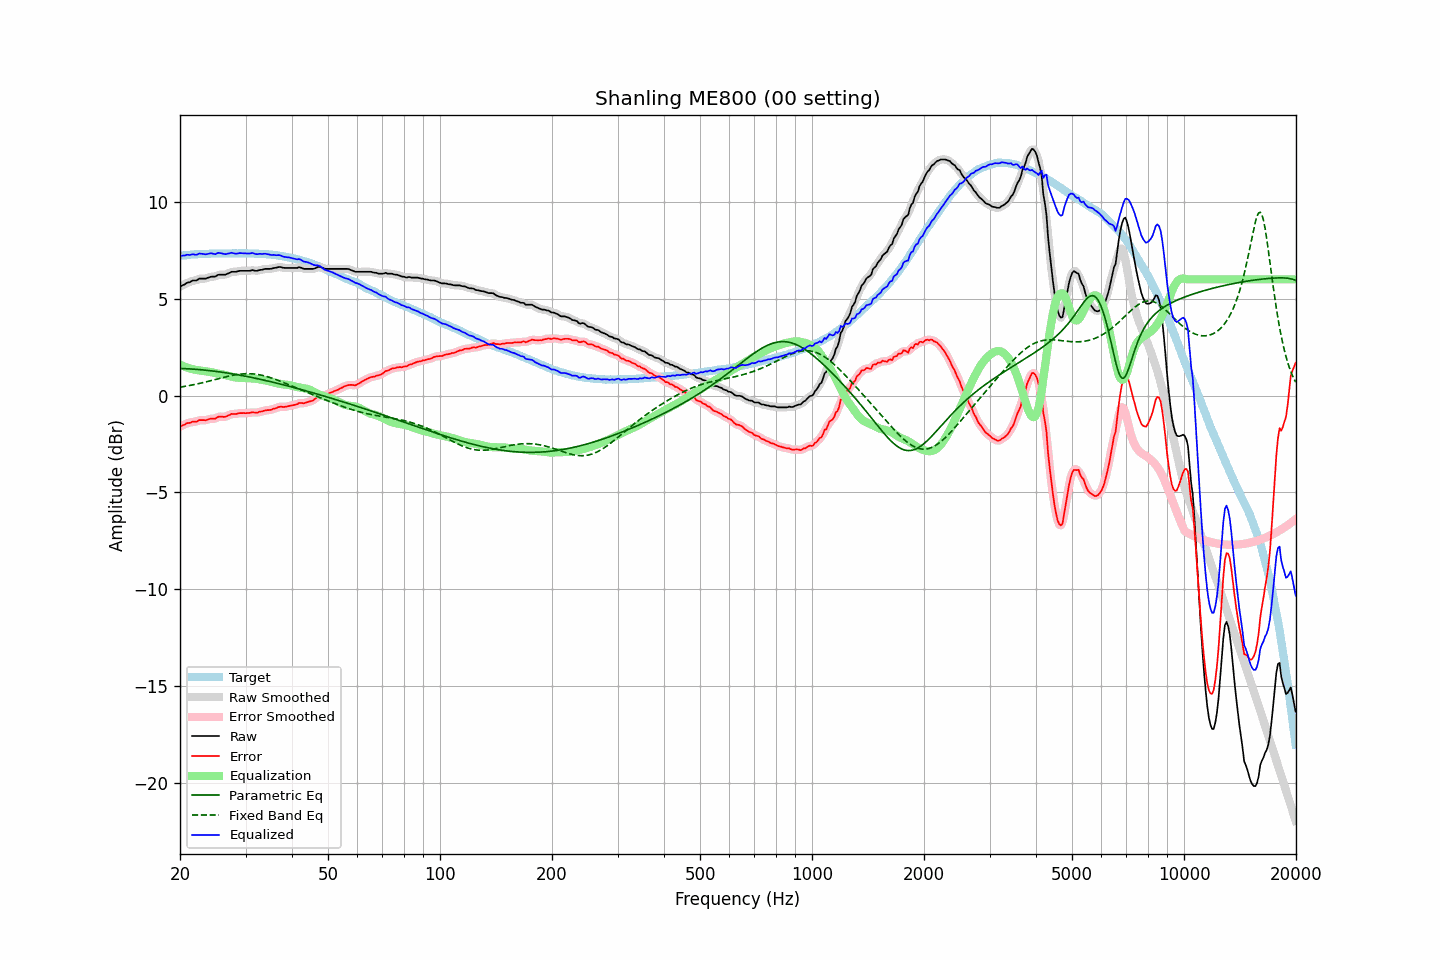 Shanling ME800 (00 setting)
Amplitude (dBr)
10
5
0
−5
−10
−15
−20
Target
Raw Smoothed
Error Smoothed
Raw
Error
Equalization
Parametric Eq
Fixed Band Eq
Equalized
20 50 100 200 500 1000 2000 5000 10000 20000
Frequency (Hz)